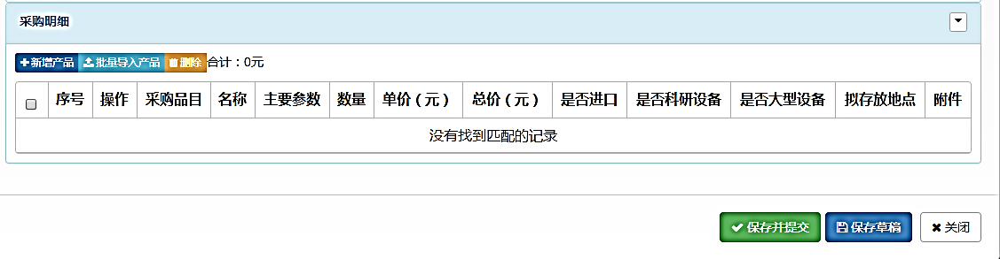 采购明细
新增产品 批量导入产品 删除 合计：0元
序号 操作 采购品目 名称 主要参数 数量 单价（元） 总价（元） 是否进口 是否科研设备 是否大型设备 拟存放地点 附件
没有找到匹配的记录
保存并提交 保存草稿 关闭